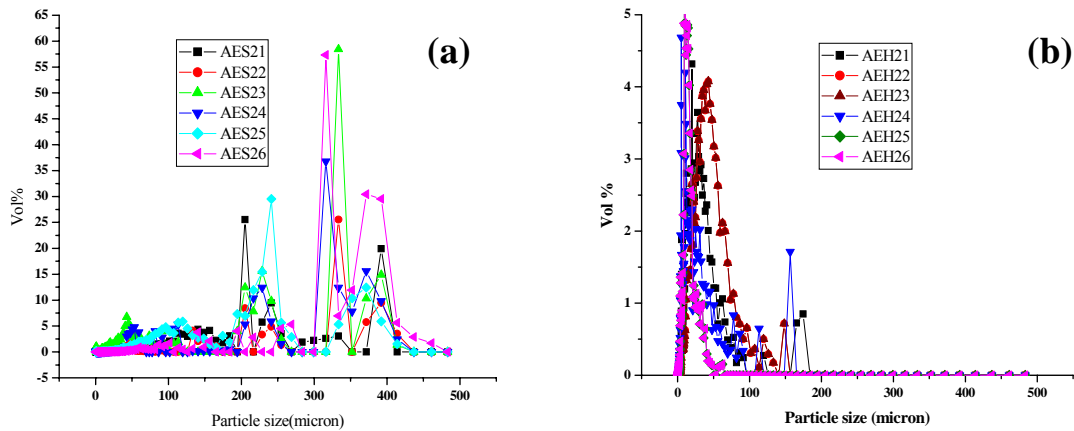 (a)
AES21
AES22
AES23
AES24
AES25
AES26
Vol%
65
60
55
50
45
40
35
30
25
20
15
10
5
0
-5
0
100
200
300
400
500
Particle size(micron)
(b)
AEH21
AEH22
AEH23
AEH24
AEH25
AEH26
Vol %
5
4
3
2
1
0
0
100
200
300
400
500
Particle size (micron)